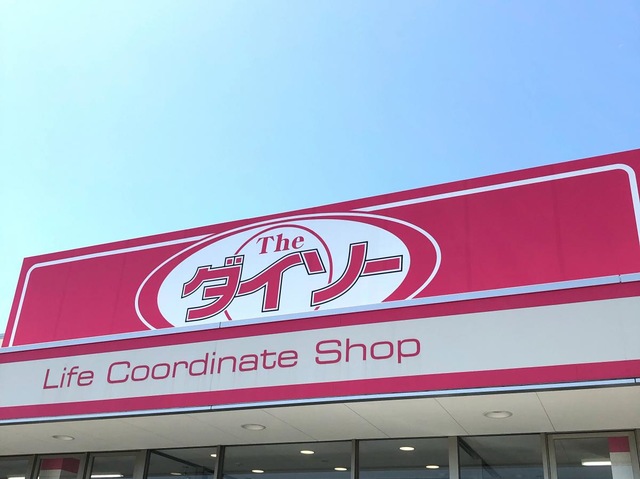 The
ダイソー
Life Coordinate Shop